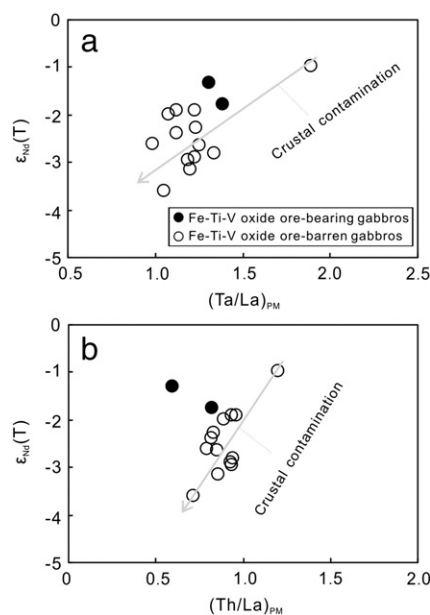 a
0
-1
-2
-3
-4
-5
εNd(T)
Crustal contamination
Fe-Ti-V oxide ore-bearing gabbros
Fe-Ti-V oxide ore-barren gabbros
0.5 1.0 1.5 2.0 2.5
(Ta/La)PM
b
0
-1
-2
-3
-4
-5
εNd(T)
Crustal contamination
0 0.5 1.0 1.5 2.0
(Th/La)PM